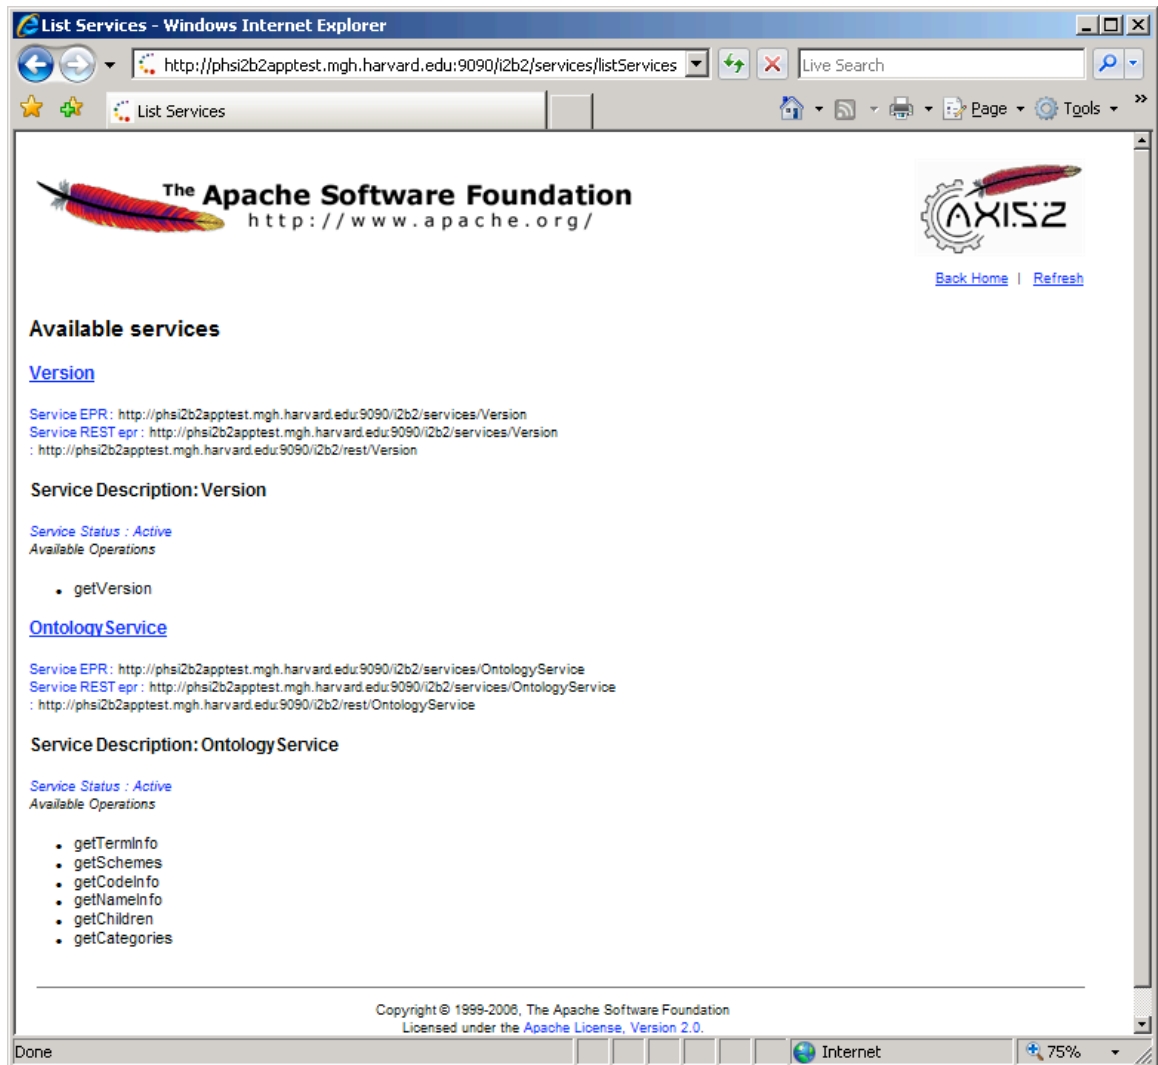 List Services - Windows Internet Explorer
http://phsi2b2apptest.mgh.harvard.edu:9090/i2b2/services/listServices
Live Search
List Services
Page
Tools
»
The Apache Software Foundation
http://www.apache.org/
AXIS2
Back Home | Refresh
Available services
Version
Service EPR : http://phsi2b2apptest.mgh.harvard.edu:9090/i2b2/services/Version
Service REST epr : http://phsi2b2apptest.mgh.harvard.edu:9090/i2b2/services/Version
: http://phsi2b2apptest.mgh.harvard.edu:9090/i2b2/rest/Version
Service Description: Version
Service Status : Active
Available Operations
• getVersion
OntologyService
Service EPR : http://phsi2b2apptest.mgh.harvard.edu:9090/i2b2/services/OntologyService
Service REST epr : http://phsi2b2apptest.mgh.harvard.edu:9090/i2b2/services/OntologyService
: http://phsi2b2apptest.mgh.harvard.edu:9090/i2b2/rest/OntologyService
Service Description: OntologyService
Service Status : Active
Available Operations
• getTermInfo
• getSchemes
• getCodeInfo
• getNameInfo
• getChildren
• getCategories
Copyright © 1999-2006, The Apache Software Foundation
Licensed under the Apache License, Version 2.0.
Done
Internet
75%